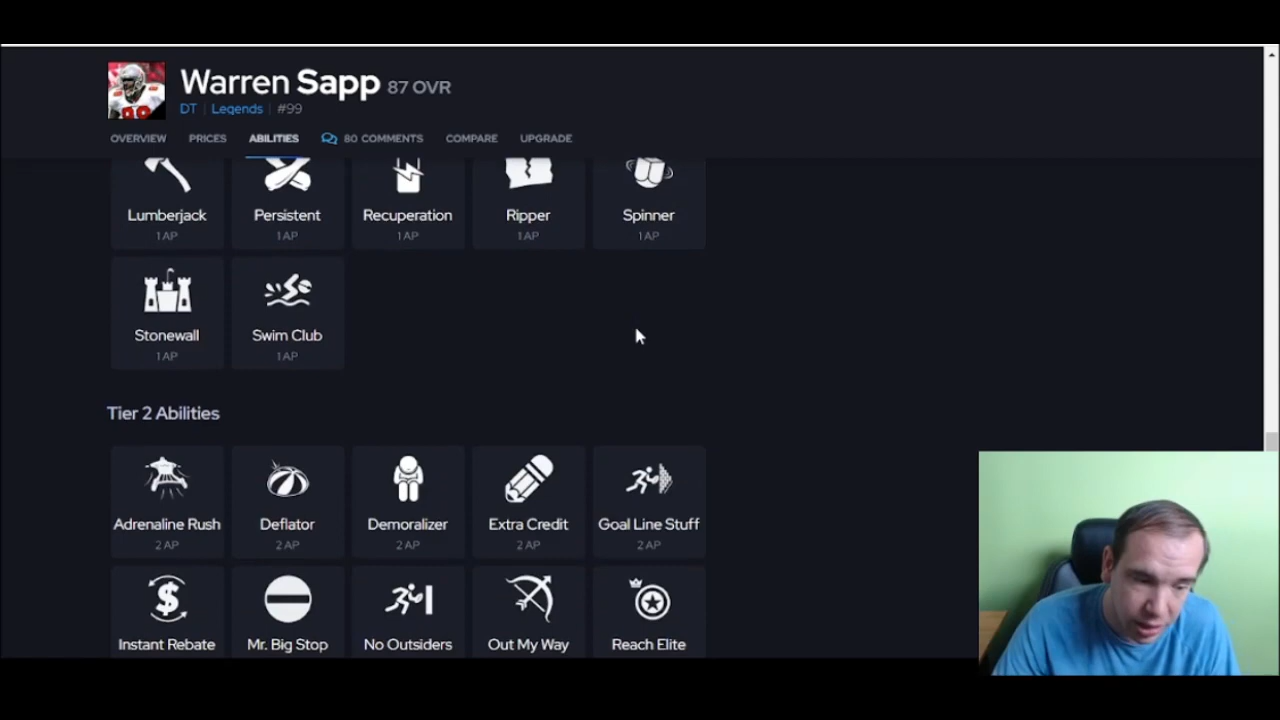 Warren Sapp 87 OVR
DT | Legends | #99
OVERVIEW PRICES ABILITIES 80 COMMENTS COMPARE UPGRADE
Lumberjack Persistent Recuperation Ripper Spinner
1 AP 1 AP 1 AP 1 AP 1 AP
Stonewall Swim Club
1 AP 1 AP
Tier 2 Abilities
Adrenaline Rush Deflator Demoralizer Extra Credit Goal Line Stuff
2 AP 2 AP 2 AP 2 AP 2 AP
Instant Rebate Mr. Big Stop No Outsiders Out My Way Reach Elite